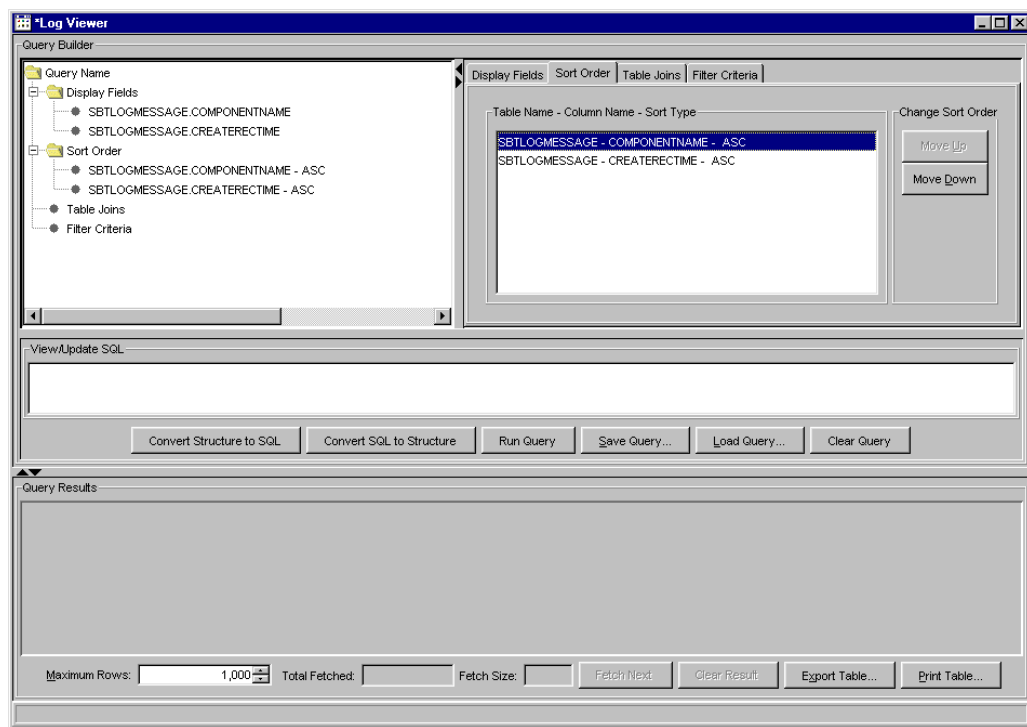 *Log Viewer
Query Builder
Query Name
Display Fields
SBTLOGMESSAGE.COMPONENTNAME
SBTLOGMESSAGE.CREATERECTIME
Sort Order
SBTLOGMESSAGE.COMPONENTNAME - ASC
SBTLOGMESSAGE.CREATERECTIME - ASC
Table Joins
Filter Criteria
Display Fields Sort Order Table Joins Filter Criteria
Table Name - Column Name - Sort Type
SBTLOGMESSAGE - COMPONENTNAME - ASC
SBTLOGMESSAGE - CREATERECTIME - ASC
Change Sort Order
Move Up
Move Down
View/Update SQL
Convert Structure to SQL Convert SQL to Structure Run Query Save Query... Load Query... Clear Query
Query Results
Maximum Rows: 1,000 Total Fetched: Fetch Size: Fetch Next Clear Result Export Table... Print Table...